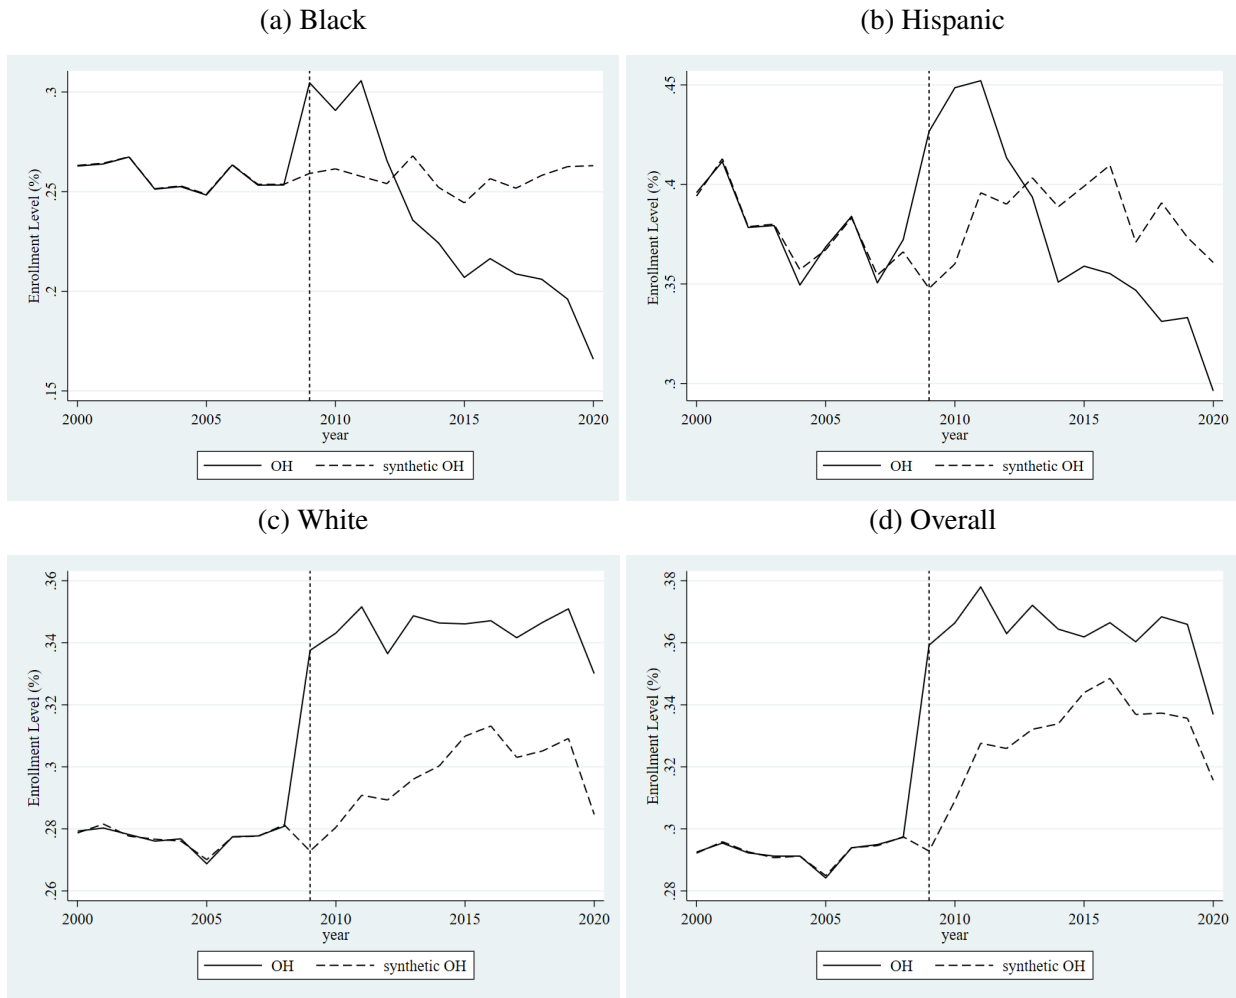 (a) Black
Enrollment Level (%)
.3
.25
.2
.15
2000 2005 2010 2015 2020
year
OH synthetic OH
(b) Hispanic
Enrollment Level (%)
.45
.4
.35
.3
2000 2005 2010 2015 2020
year
OH synthetic OH
(c) White
Enrollment Level (%)
.36
.34
.32
.3
.28
.26
2000 2005 2010 2015 2020
year
OH synthetic OH
(d) Overall
Enrollment Level (%)
.38
.36
.34
.32
.3
.28
2000 2005 2010 2015 2020
year
OH synthetic OH